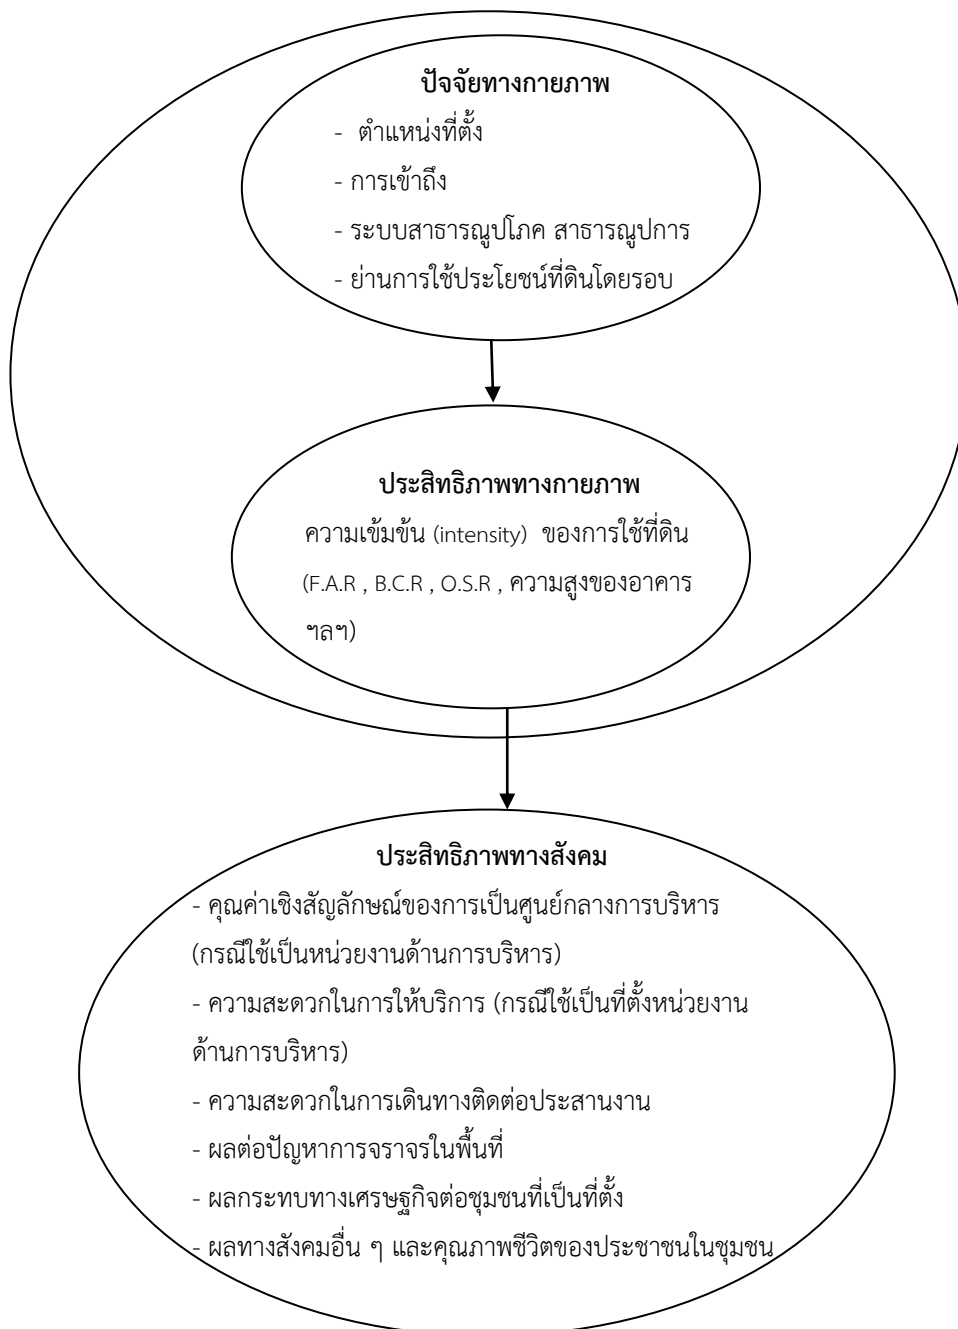 ปัจจัยทางกายภาพ
- ตำแหน่งที่ตั้ง
- การเข้าถึง
- ระบบสาธารณูปโภค สาธารณูปการ
- ย่านการใช้ประโยชน์ที่ดินโดยรอบ
ประสิทธิภาพทางกายภาพ
ความเข้มข้น (intensity) ของการใช้ที่ดิน
(F.A.R , B.C.R , O.S.R , ความสูงของอาคาร
ฯลฯ)
ประสิทธิภาพทางสังคม
- คุณค่าเชิงสัญลักษณ์ของการเป็นศูนย์กลางการบริหาร
(กรณีใช้เป็นหน่วยงานด้านการบริหาร)
- ความสะดวกในการให้บริการ (กรณีใช้เป็นที่ตั้งหน่วยงาน
ด้านการบริหาร)
- ความสะดวกในการเดินทางติดต่อประสานงาน
- ผลต่อปัญหาการจราจรในพื้นที่
- ผลกระทบทางเศรษฐกิจต่อชุมชนที่เป็นที่ตั้ง
- ผลทางสังคมอื่น ๆ และคุณภาพชีวิตของประชาชนในชุมชน